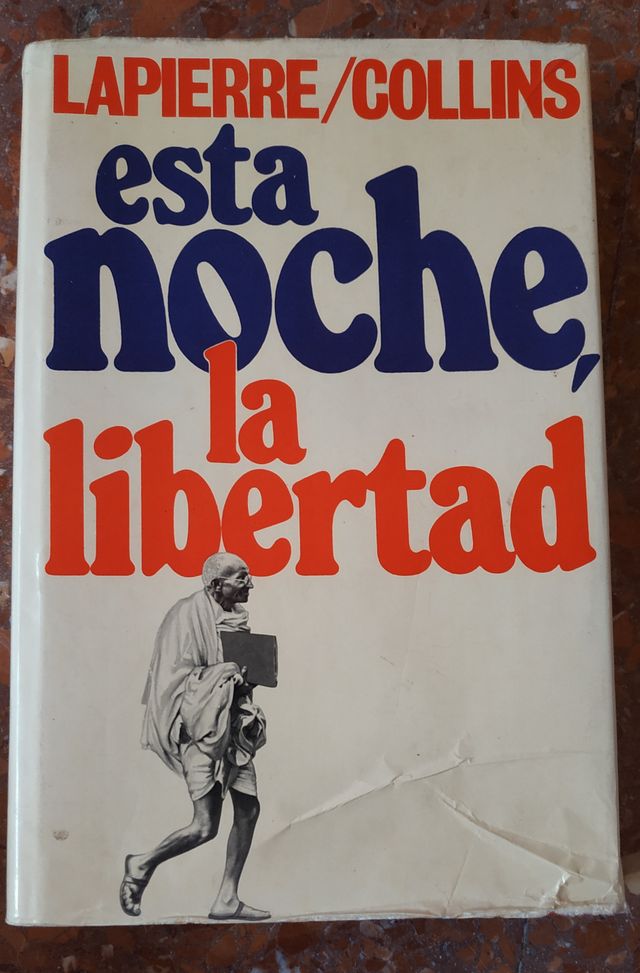 LAPIERRE/COLLINS
esta
noche,
la
libertad